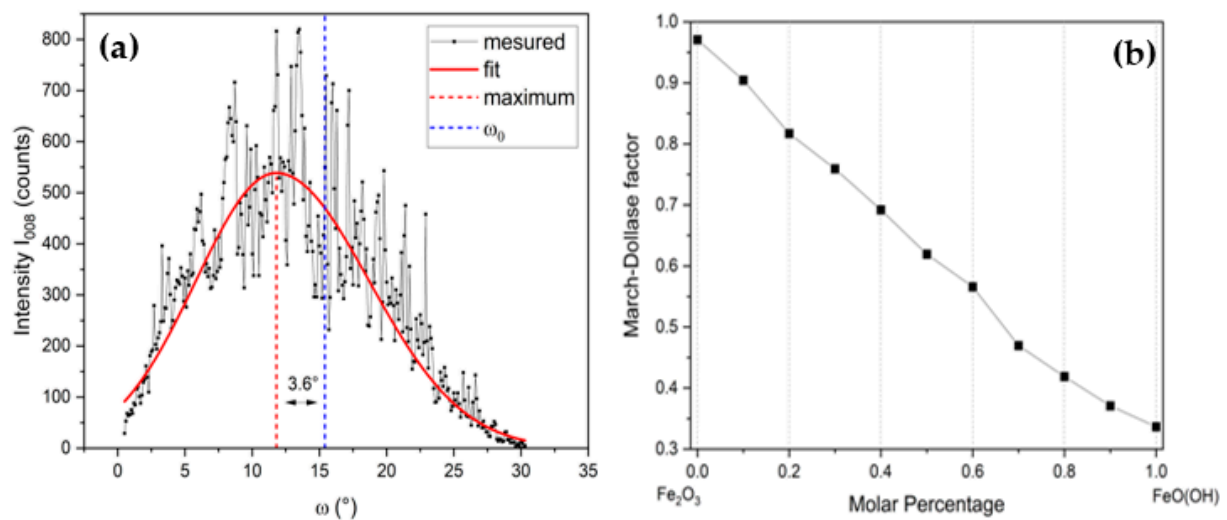 (a)
mesured
fit
maximum
ω₀
800
700
600
500
400
300
200
100
0
Intensity I₀₀₈ (counts)
3.6°
0 5 10 15 20 25 30 35
ω (°)
(b)
1.0
0.9
0.8
0.7
0.6
0.5
0.4
0.3
March-Dollase factor
0.0 0.2 0.4 0.6 0.8 1.0
Fe₂O₃ Molar Percentage FeO(OH)